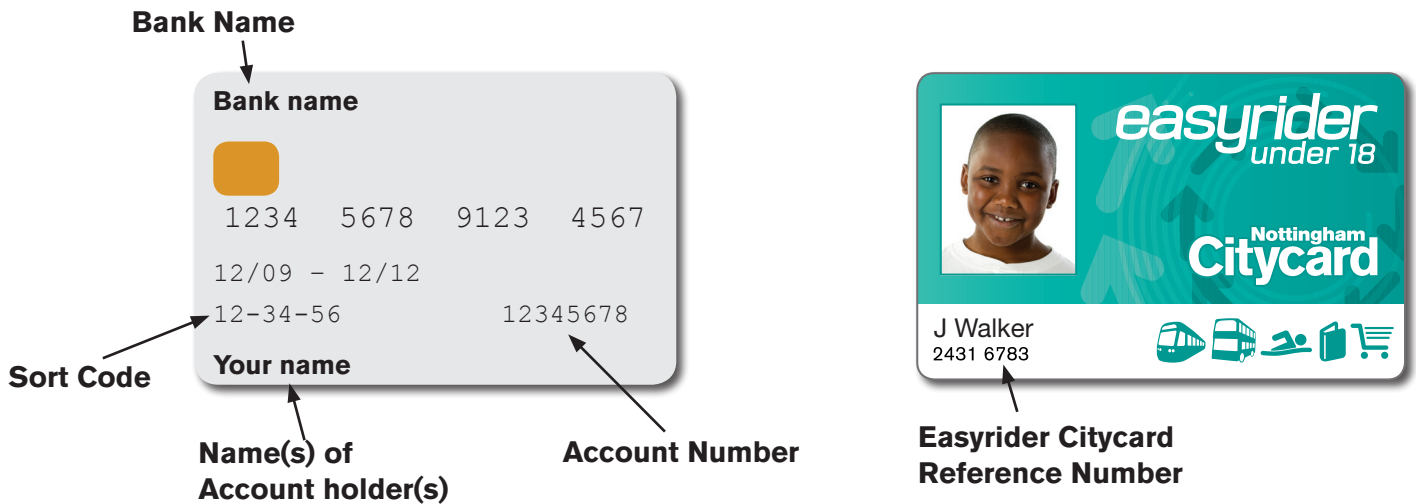 Bank Name
Bank name
1234 5678 9123 4567
12/09 – 12/12
12-34-56 12345678
Your name
Sort Code
Name(s) of
Account holder(s)
Account Number
easyrider
under 18
Nottingham
Citycard
J Walker
2431 6783
Easyrider Citycard
Reference Number